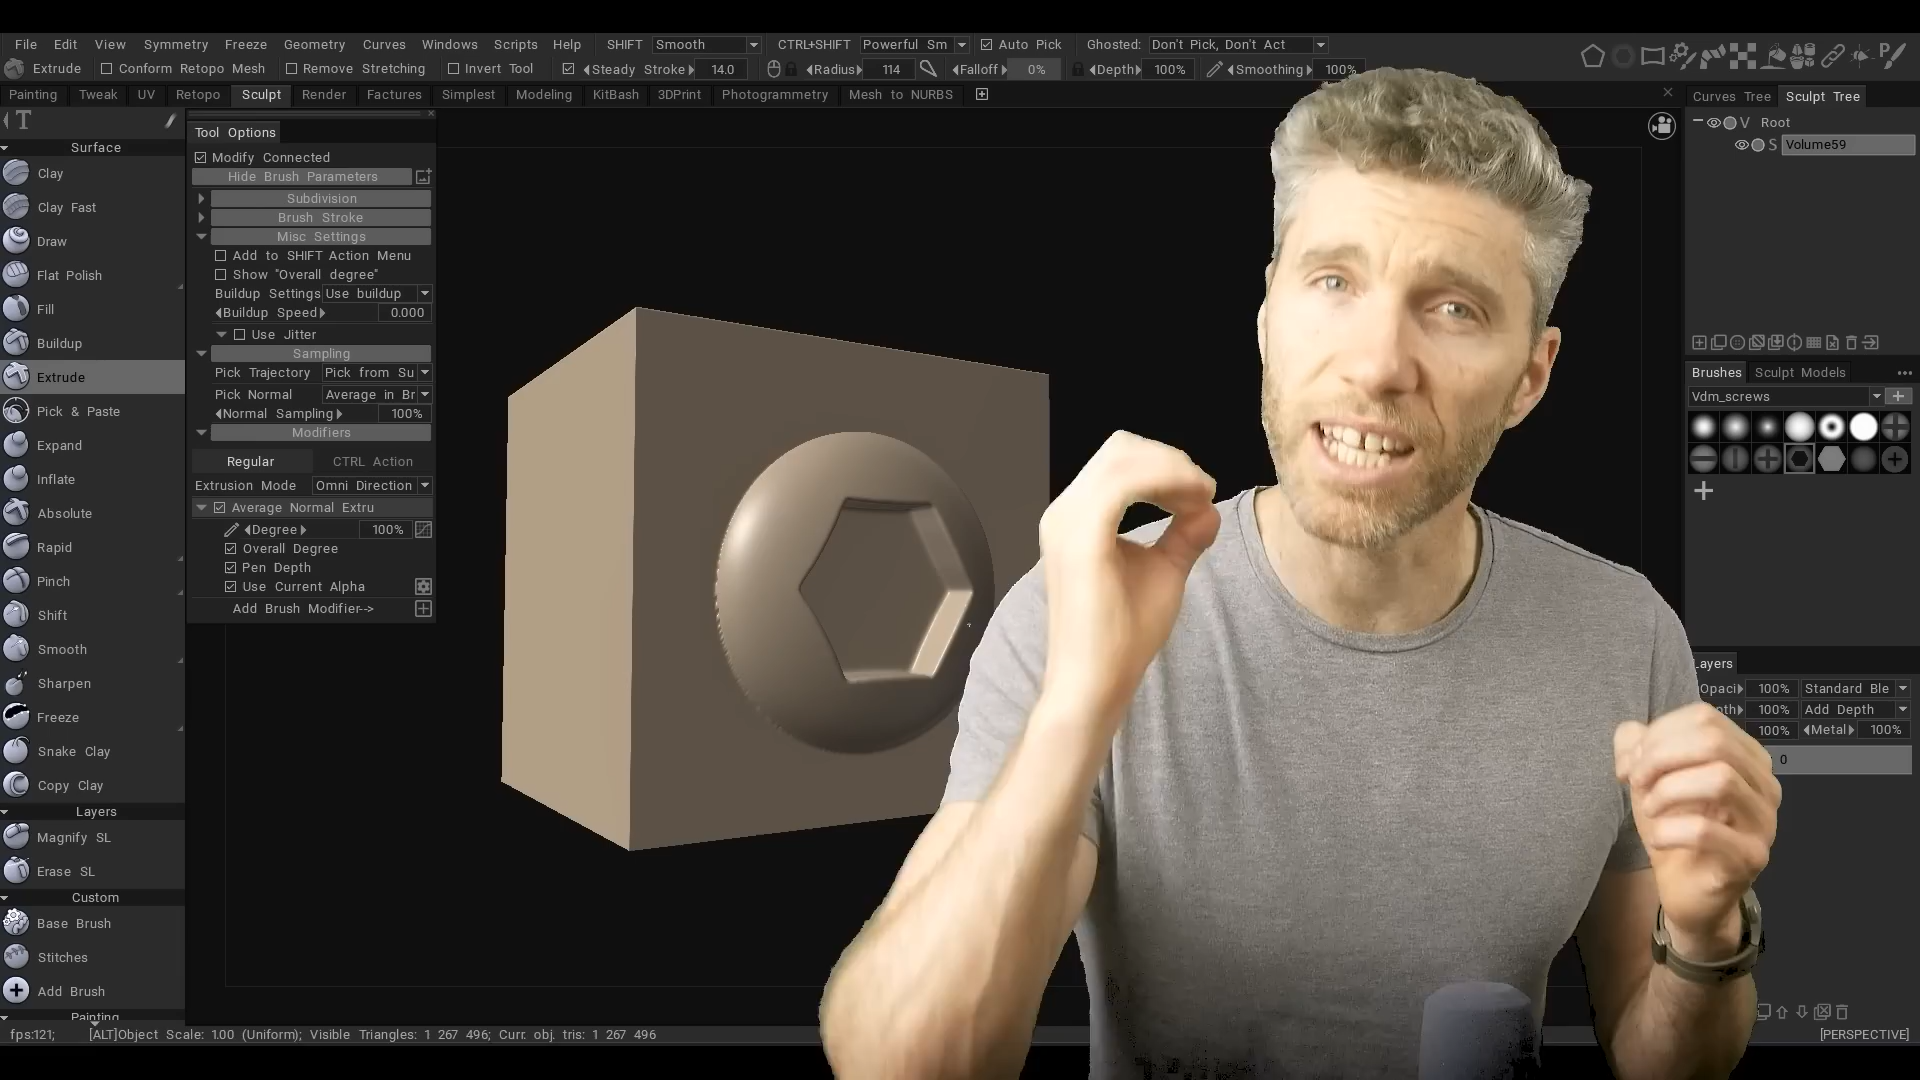 File Edit View Symmetry Freeze Geometry Curves Windows Scripts Help SHIFT Smooth CTRL+SHIFT Powerful Sm Auto Pick Ghosted: Don't Pick, Don't Act
Extrude Conform Retopo Mesh Remove Stretching Invert Tool Steady Stroke 14.0 Radius 114 Falloff 0% Depth 100% Smoothing 100%
Painting Tweak UV Retopo Sculpt Render Factures Simplest Modeling KitBash 3DPrint Photogrammetry Mesh to NURBS
T
Surface
Clay
Clay Fast
Draw
Flat Polish
Fill
Buildup
Extrude
Pick & Paste
Expand
Inflate
Absolute
Rapid
Pinch
Shift
Smooth
Sharpen
Freeze
Snake Clay
Copy Clay
Layers
Magnify SL
Erase SL
Custom
Base Brush
Stitches
Add Brush
Painting
Tool Options
Modify Connected
Hide Brush Parameters
Subdivision
Brush Stroke
Misc Settings
Add to SHIFT Action Menu
Show "Overall degree"
Buildup Settings Use buildup
Buildup Speed 0.000
Use Jitter
Sampling
Pick Trajectory Pick from Su
Pick Normal Average in Br
Normal Sampling 100%
Modifiers
Regular CTRL Action
Extrusion Mode Omni Direction
Average Normal Extru
Degree 100%
Overall Degree
Pen Depth
Use Current Alpha
Add Brush Modifier-->
Curves Tree Sculpt Tree
V Root
S Volume59
Brushes Sculpt Models
Vdm_screws
ayers
Opaci 100% Standard Ble
pth 100% Add Depth
100% Metal 100%
0
fps:121; [ALT]Object Scale: 1.00 (Uniform); Visible Triangles: 1 267 496; Curr. obj. tris: 1 267 496
[PERSPECTIVE]